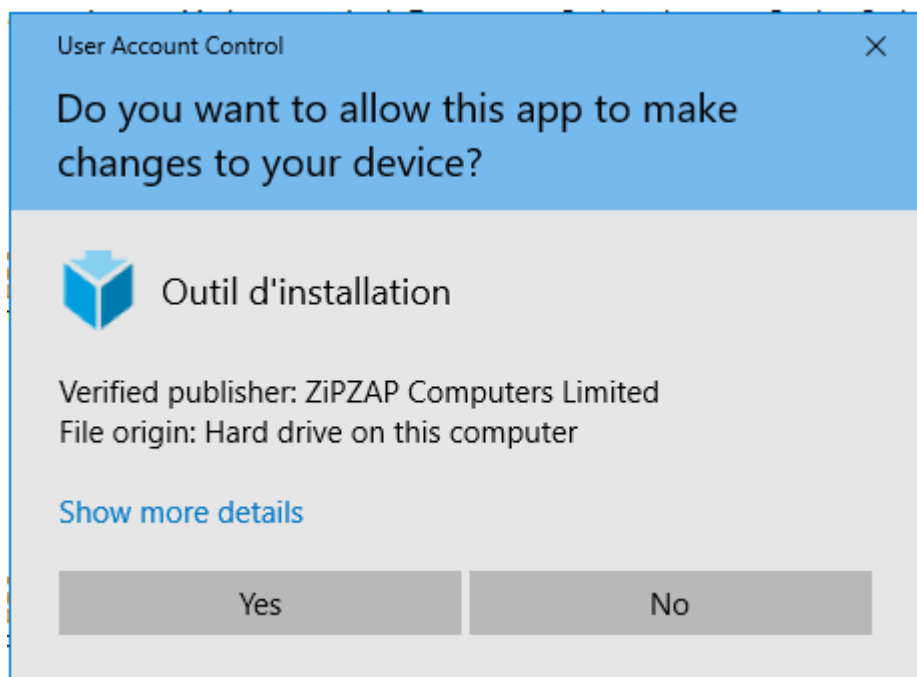 User Account Control
Do you want to allow this app to make
changes to your device?
Outil d'installation
Verified publisher: ZiPZAP Computers Limited
File origin: Hard drive on this computer
Show more details
Yes
No